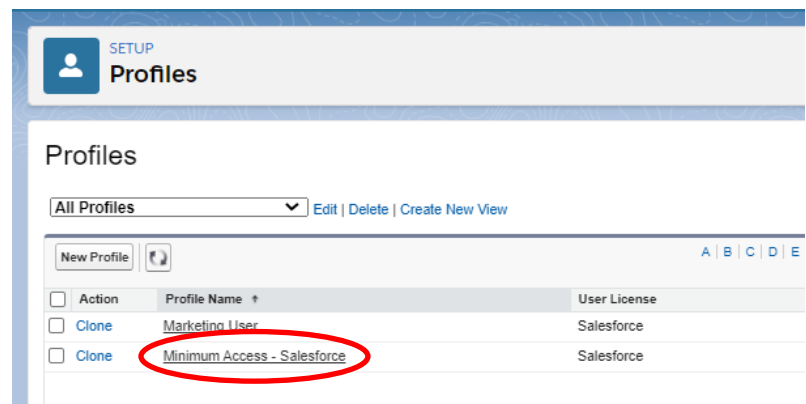 SETUP
Profiles
Profiles
All Profiles Edit | Delete | Create New View
New Profile A | B | C | D | E
Action Profile Name ↑ User License
Clone Marketing User Salesforce
Clone Minimum Access - Salesforce Salesforce